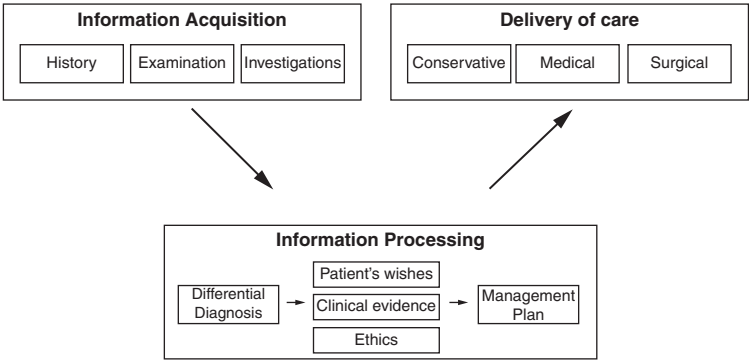 Information Acquisition
History
Examination
Investigations
Delivery of care
Conservative
Medical
Surgical
Information Processing
Differential
Diagnosis
Patient's wishes
Clinical evidence
Ethics
Management
Plan